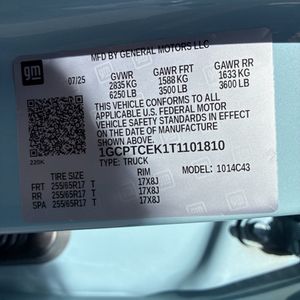 gm
MFD BY GENERAL MOTORS LLC
07/25
GVWR GAWR FRT GAWR RR
2835 KG 1588 KG 1633 KG
6250 LB 3500 LB 3600 LB
THIS VEHICLE CONFORMS TO ALL
APPLICABLE U.S. FEDERAL MOTOR
VEHICLE SAFETY AND BUMPER
STANDARDS IN EFFECT ON THE
DATE OF MANUFACTURE
SHOWN ABOVE.
1GCPTCEK1T1101810
TYPE: TRUCK
220K
TIRE SIZE RIM MODEL: 1014C43
FRT 255/65R17 T 17X8J
RR 255/65R17 T 17X8J
SPA 255/65R17 T 17X8J